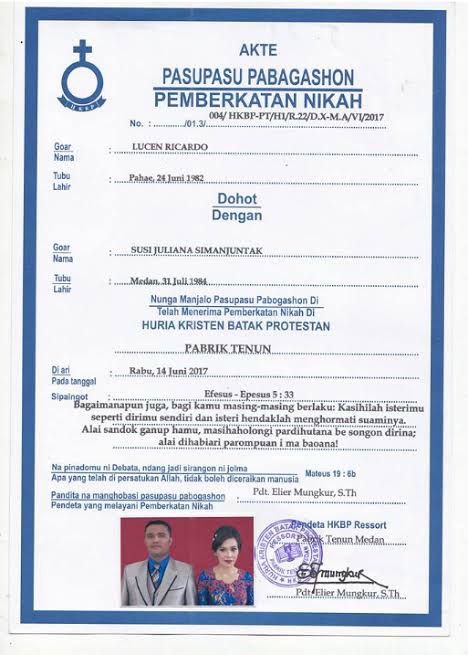 HKBP
AKTE
PASUPASU PABAGASHON
PEMBERKATAN NIKAH
No. : ........../01.3/.......... 004/ HKBP-PT/H1/R.22/D.X-M.A/VI/2017
Goar : LUCEN RICARDO
Nama
Tubu : Pahae, 24 Juni 1982
Lahir
Dohot
Dengan
Goar : SUSI JULIANA SIMANJUNTAK
Nama
Tubu : Medan, 31 Juli 1984
Lahir
Nunga Manjalo Pasupasu Pabogashon Di
Telah Menerima Pemberkatan Nikah Di
HURIA KRISTEN BATAK PROTESTAN
PABRIK TENUN
Di ari : Rabu, 14 Juni 2017
Pada tanggal
Sipaingot : Efesus - Epesus 5 : 33
Bagaimanapun juga, bagi kamu masing-masing berlaku: Kasihilah isterimu
seperti dirimu sendiri dan isteri hendaklah menghormati suaminya.
Alai sandok ganup hamu, masihaholongi pardihutana be songon dirina;
alai dihabiari parompuan i ma baoana!
Na pinadomu ni Debata, ndang jadi sirangon ni jolma
Apa yang telah di persatukan Allah, tidak boleh diceraikan manusia
Mateus 19 : 6b
Pandita na manghobasi pasupasu pabogashon : Pdt. Elier Mungkur, S.Th
Pendeta yang melayani Pemberkatan Nikah
Pendeta HKBP Ressort
Pabrik Tenun Medan
HURIA KRISTEN BATAK PROTESTAN
Pdt. Elier Mungkur, S.Th